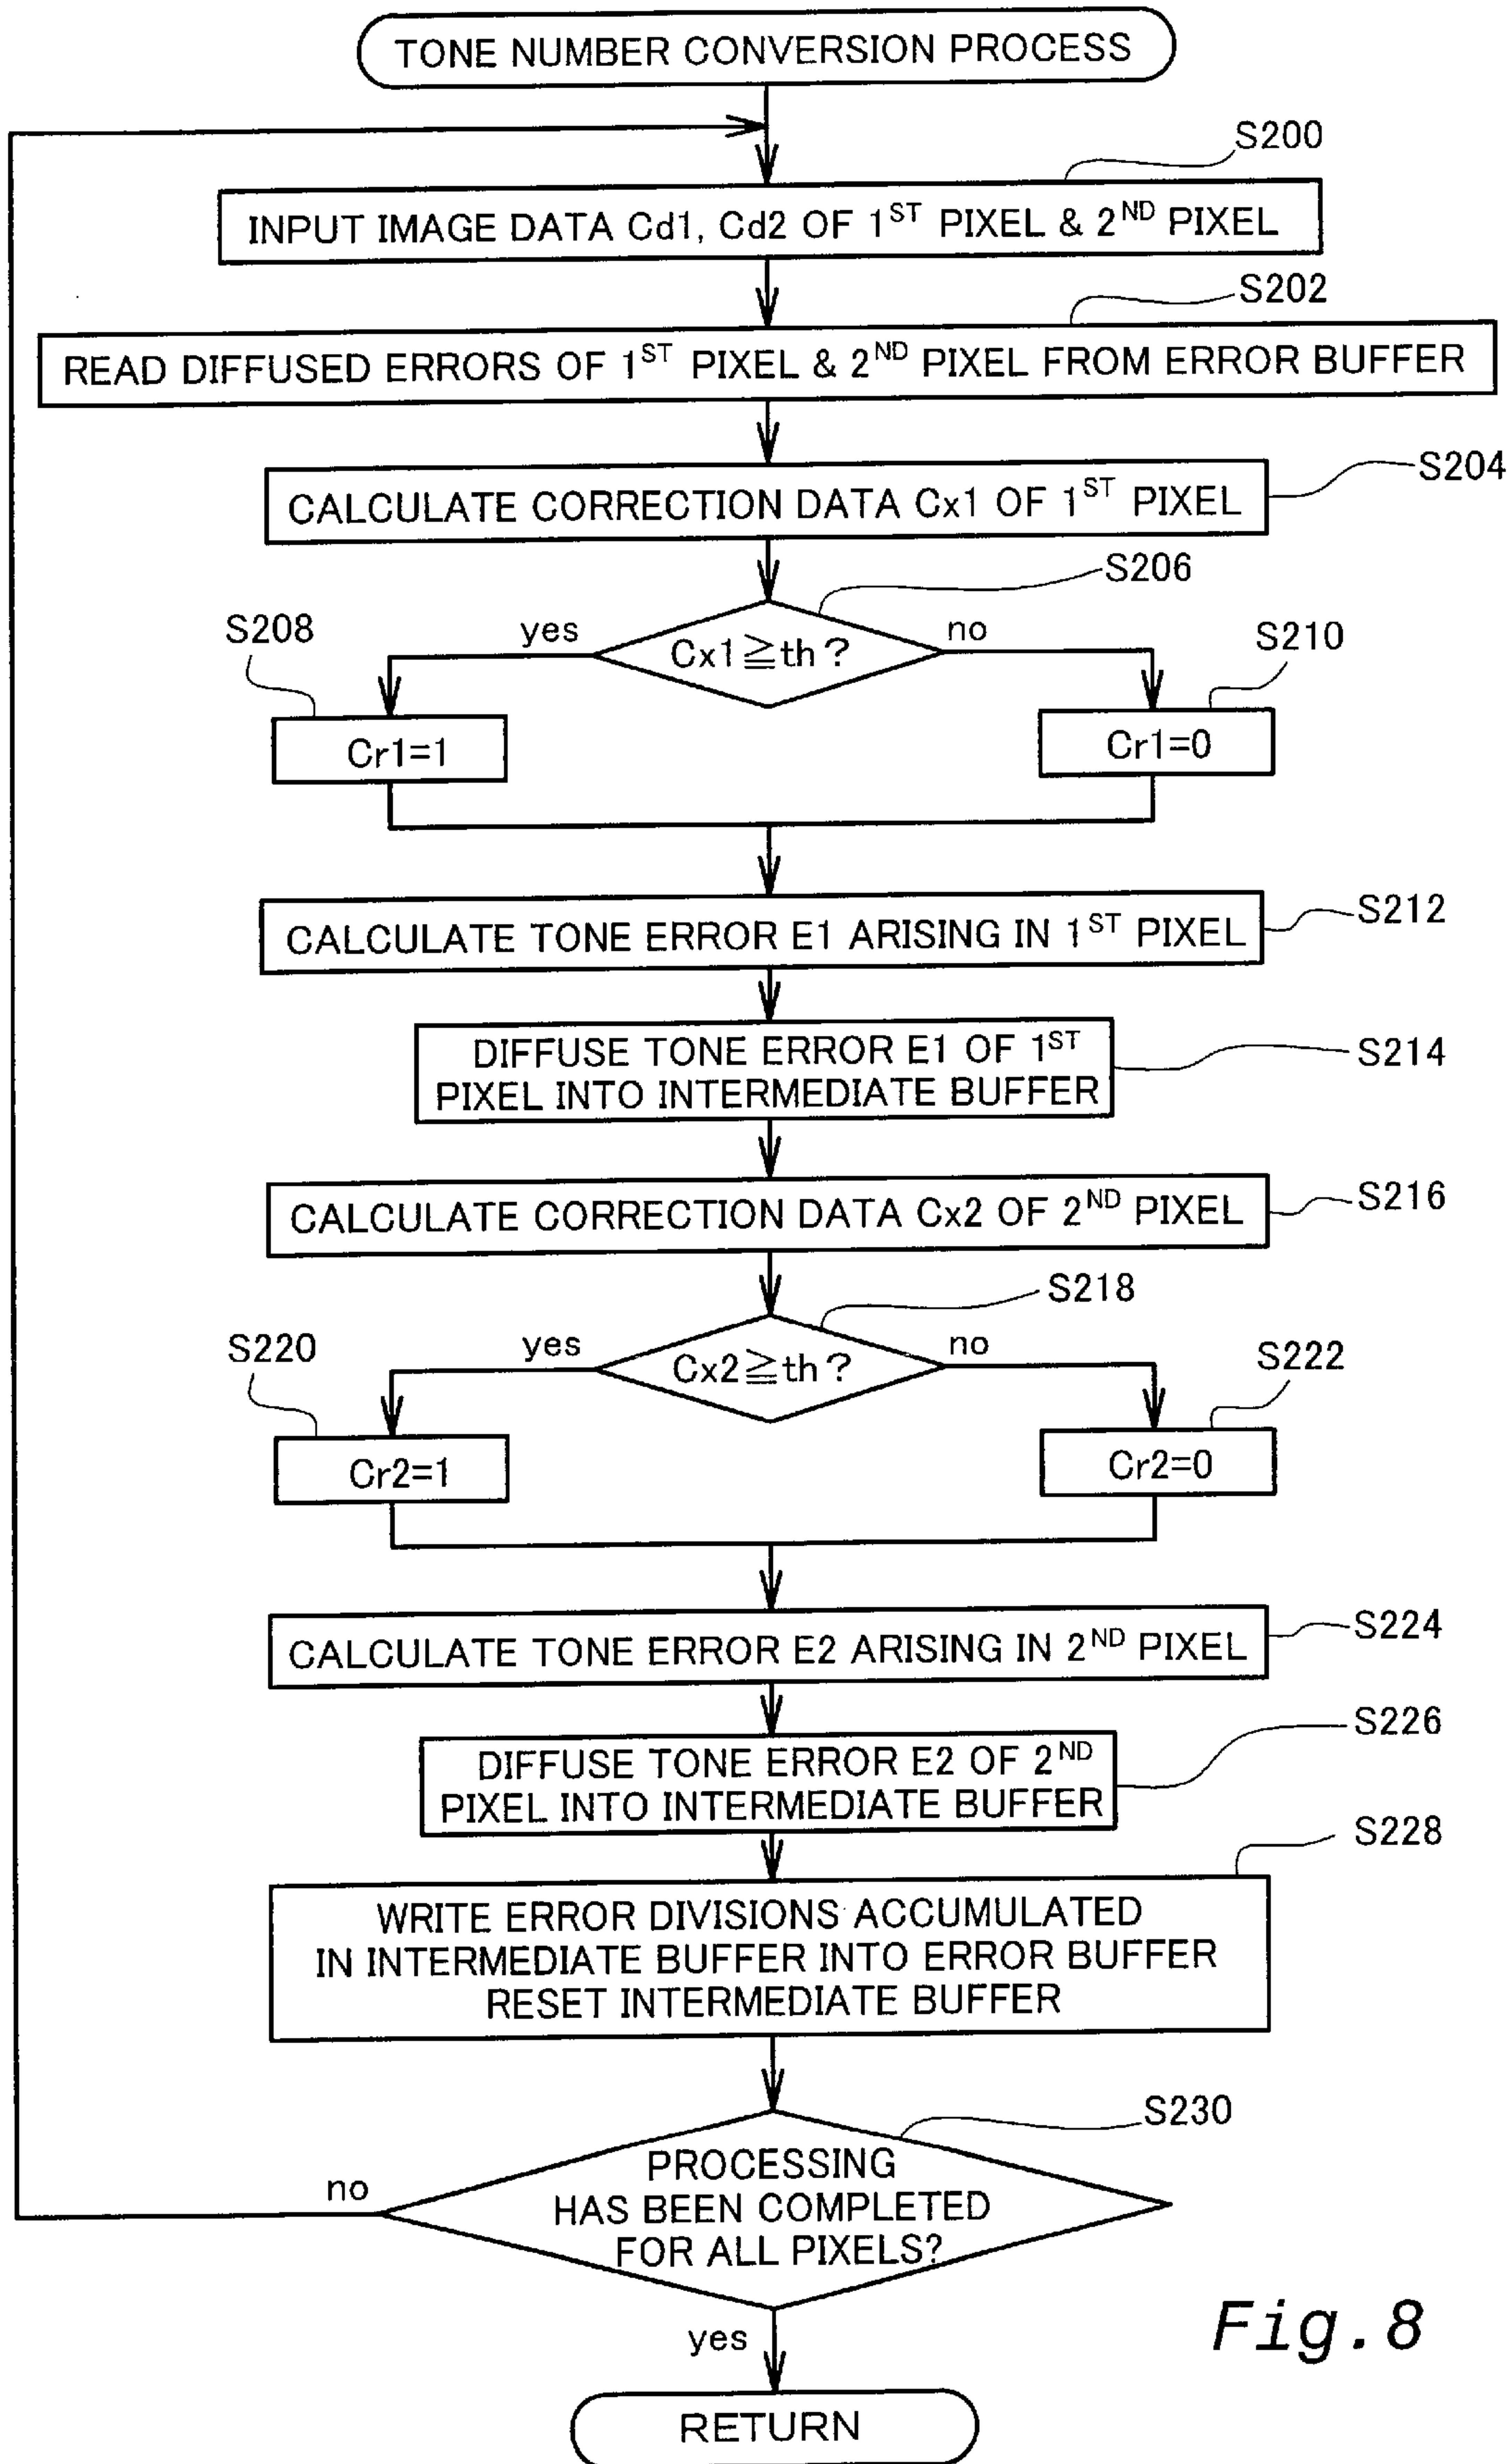 TONE NUMBER CONVERSION PROCESS
S200
INPUT IMAGE DATA Cd1, Cd2 OF 1ST PIXEL & 2ND PIXEL
S202
READ DIFFUSED ERRORS OF 1ST PIXEL & 2ND PIXEL FROM ERROR BUFFER
S204
CALCULATE CORRECTION DATA Cx1 OF 1ST PIXEL
S206
Cx1≧th?
yes
no
S208
Cr1=1
S210
Cr1=0
S212
CALCULATE TONE ERROR E1 ARISING IN 1ST PIXEL
S214
DIFFUSE TONE ERROR E1 OF 1ST
PIXEL INTO INTERMEDIATE BUFFER
S216
CALCULATE CORRECTION DATA Cx2 OF 2ND PIXEL
S218
Cx2≧th?
yes
no
S220
Cr2=1
S222
Cr2=0
S224
CALCULATE TONE ERROR E2 ARISING IN 2ND PIXEL
S226
DIFFUSE TONE ERROR E2 OF 2ND
PIXEL INTO INTERMEDIATE BUFFER
S228
WRITE ERROR DIVISIONS ACCUMULATED
IN INTERMEDIATE BUFFER INTO ERROR BUFFER
RESET INTERMEDIATE BUFFER
S230
PROCESSING
HAS BEEN COMPLETED
FOR ALL PIXELS?
no
yes
RETURN
Fig.8